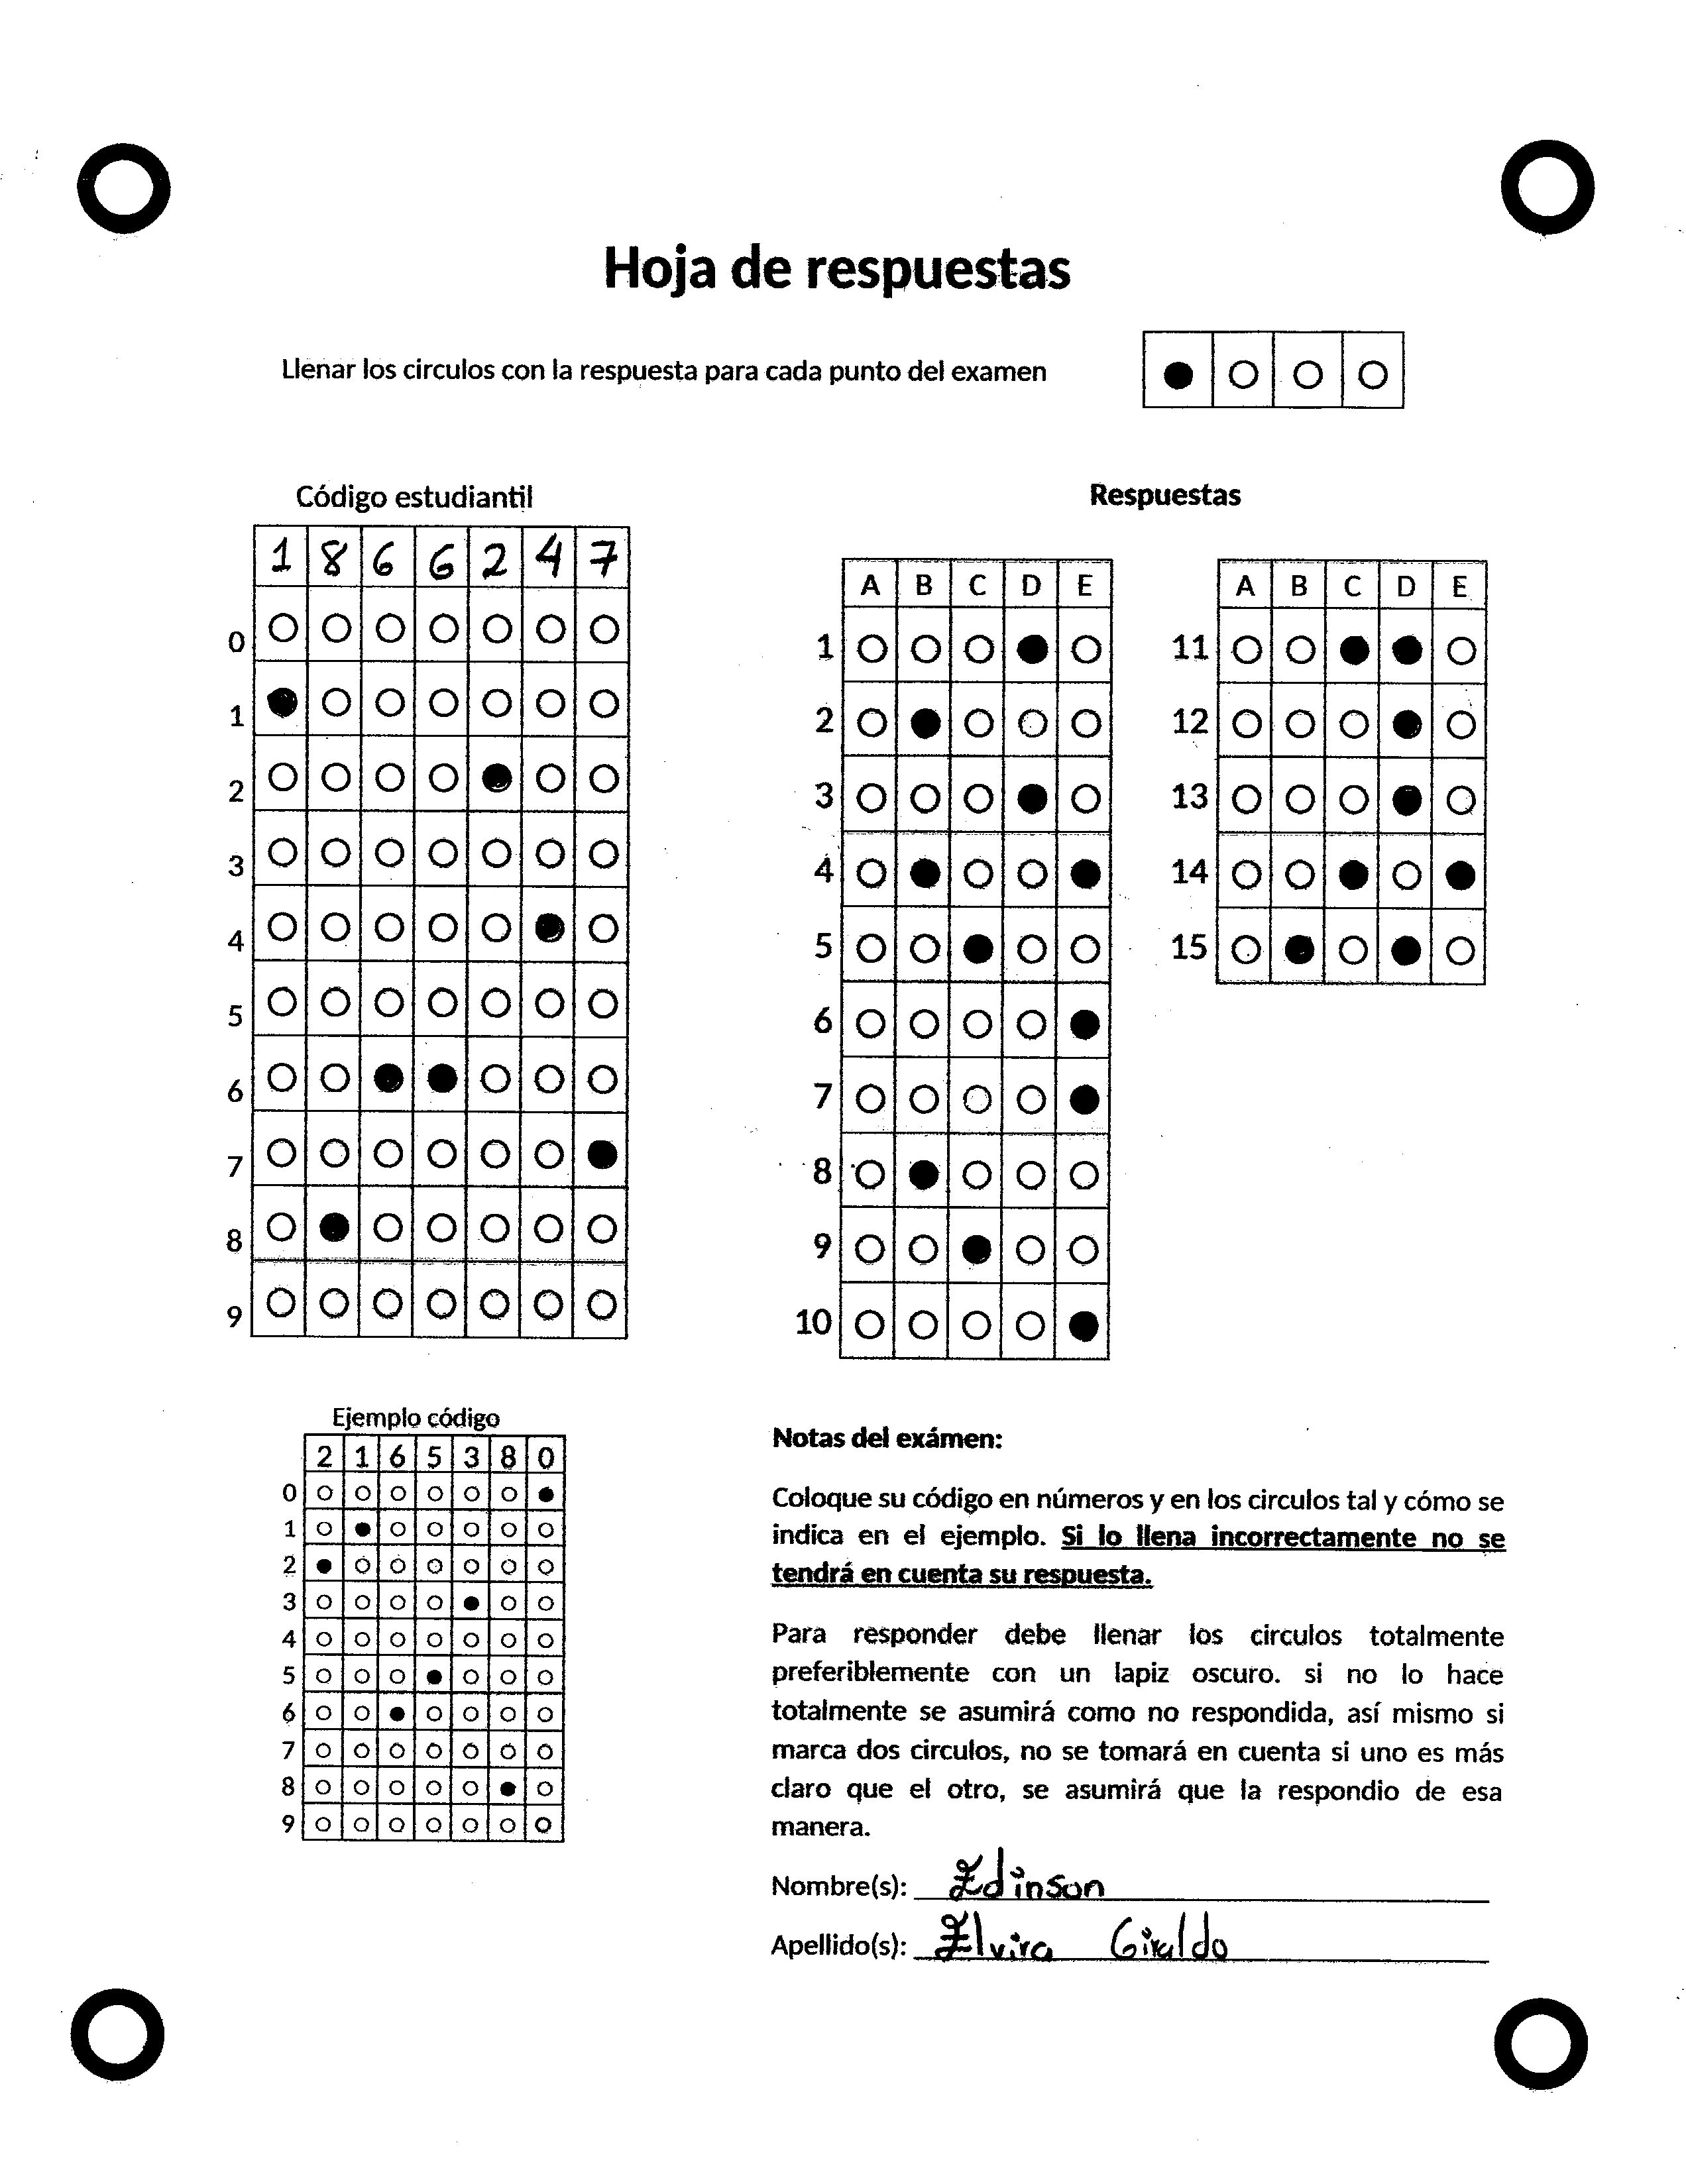 Hoja de respuestas
Llenar los circulos con la respuesta para cada punto del examen
Código estudiantil
1 8 6 6 2 4 7
0
1
2
3
4
5
6
7
8
9
Respuestas
A B C D E
1
2
3
4
5
6
7
8
9
10
A B C D E
11
12
13
14
15
Ejemplo código
2 1 6 5 3 8 0
0
1
2
3
4
5
6
7
8
9
Notas del exámen:
Coloque su código en números y en los circulos tal y cómo se
indica en el ejemplo. Si lo llena incorrectamente no se
tendrá en cuenta su respuesta.
Para responder debe llenar los circulos totalmente
preferiblemente con un lapiz oscuro. si no lo hace
totalmente se asumirá como no respondida, así mismo si
marca dos circulos, no se tomará en cuenta si uno es más
claro que el otro, se asumirá que la respondio de esa
manera.
Nombre(s): Edinson
Apellido(s): Elvira Giraldo